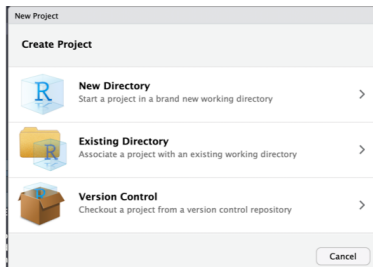 New Project
Create Project
R
New Directory
Start a project in a brand new working directory
R
Existing Directory
Associate a project with an existing working directory
Version Control
Checkout a project from a version control repository
Cancel